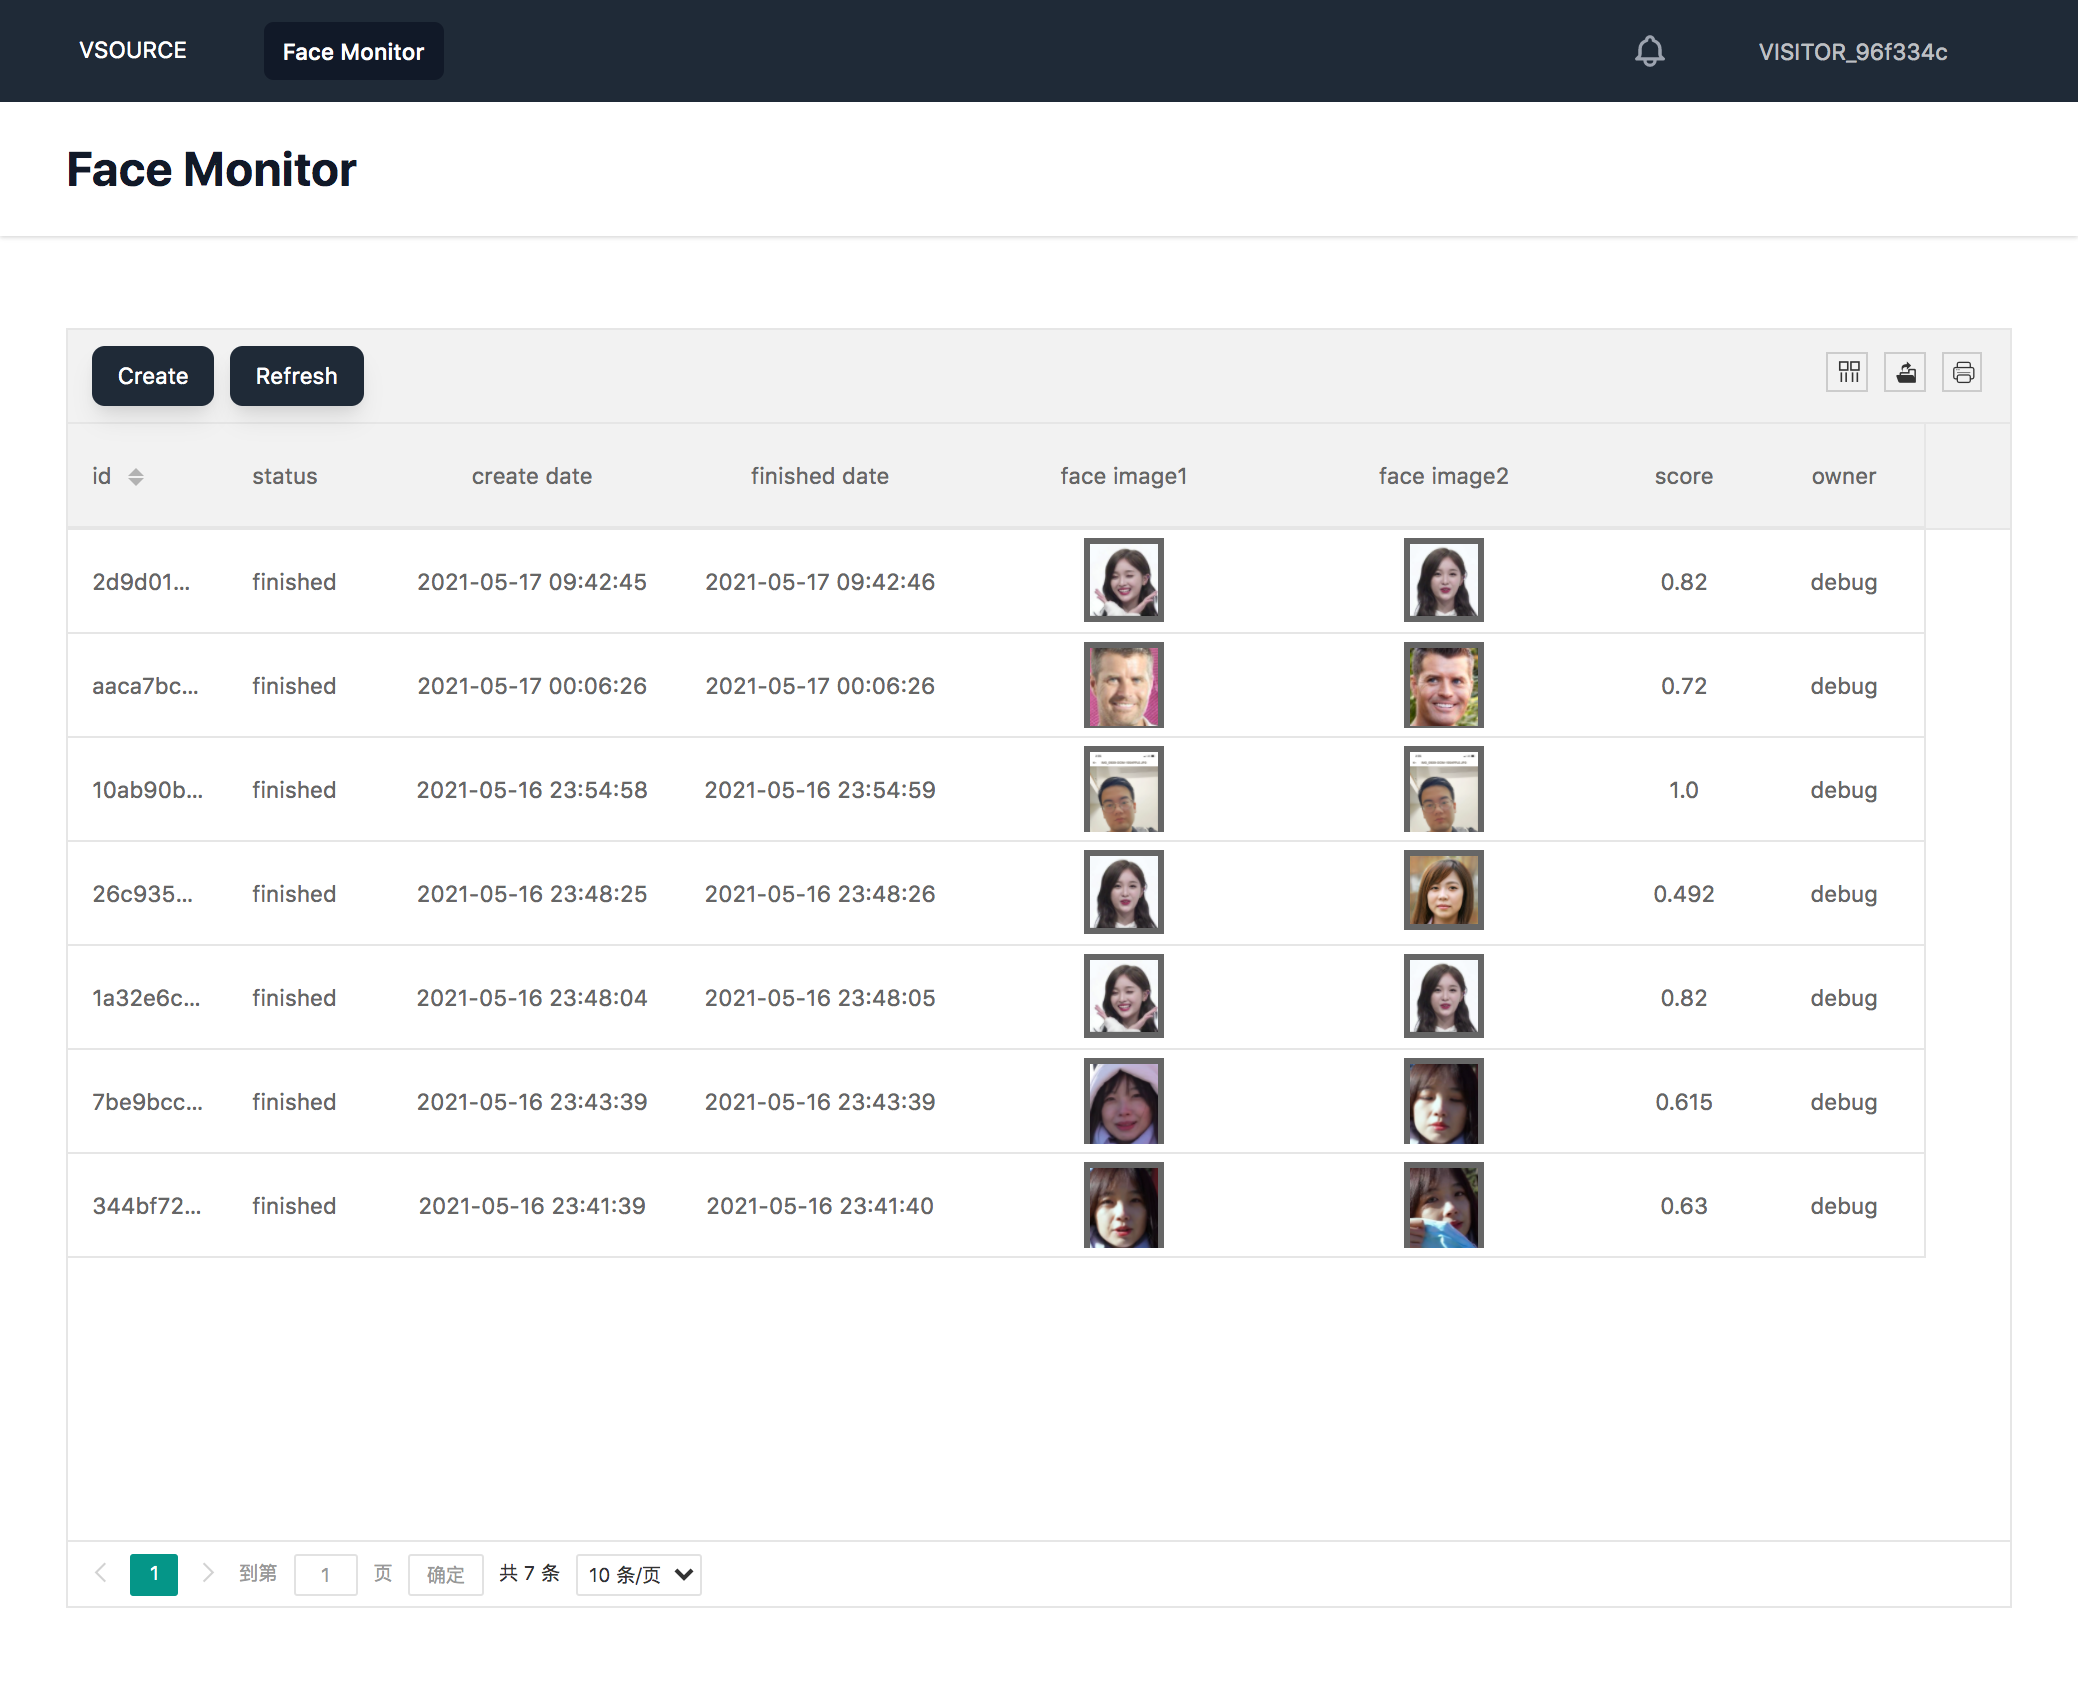 VSOURCE Face Monitor VISITOR_96f334c
Face Monitor
Create Refresh
id status create date finished date face image1 face image2 score owner
2d9d01... finished 2021-05-17 09:42:45 2021-05-17 09:42:46 0.82 debug
aaca7bc... finished 2021-05-17 00:06:26 2021-05-17 00:06:26 0.72 debug
10ab90b... finished 2021-05-16 23:54:58 2021-05-16 23:54:59 1.0 debug
26c935... finished 2021-05-16 23:48:25 2021-05-16 23:48:26 0.492 debug
1a32e6c... finished 2021-05-16 23:48:04 2021-05-16 23:48:05 0.82 debug
7be9bcc... finished 2021-05-16 23:43:39 2021-05-16 23:43:39 0.615 debug
344bf72... finished 2021-05-16 23:41:39 2021-05-16 23:41:40 0.63 debug
1 到第 1 页 确定 共 7 条 10 条/页